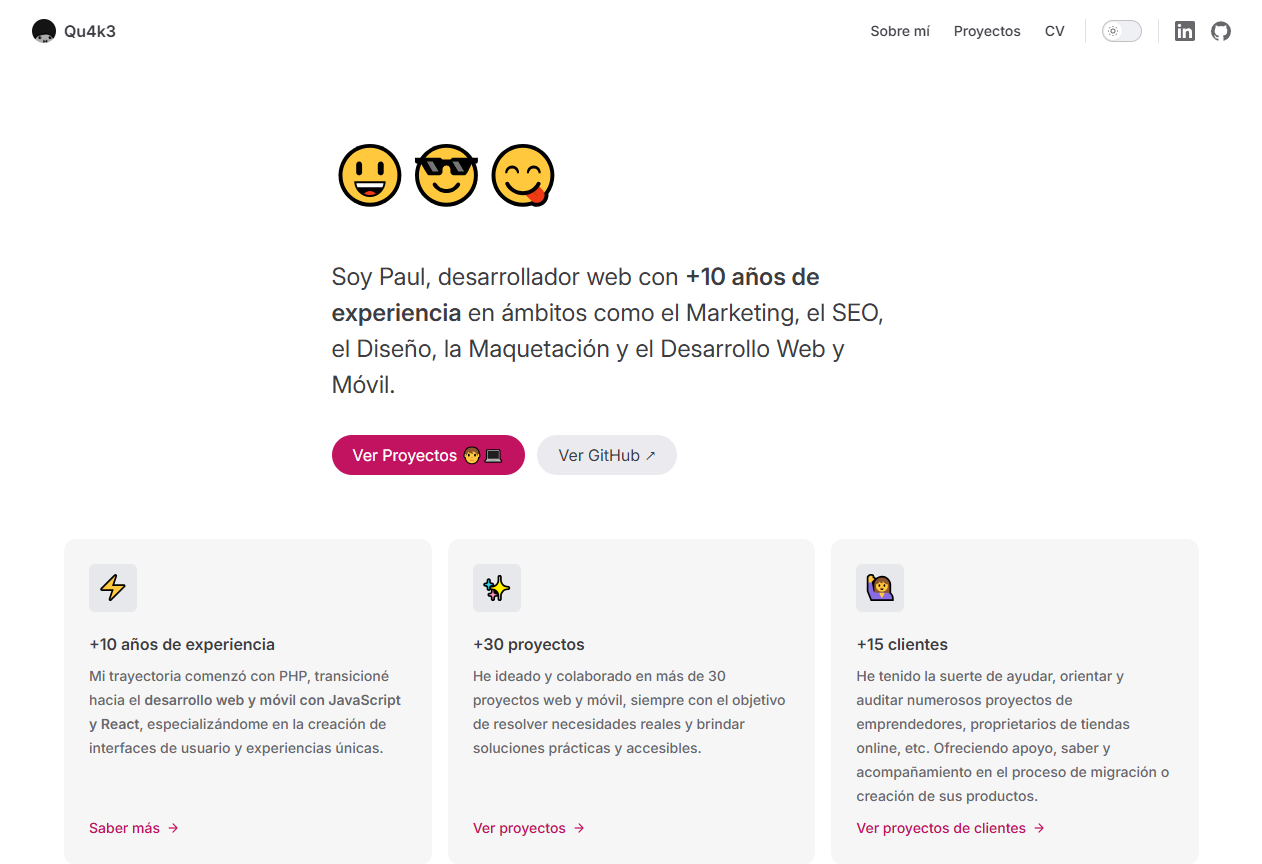 Qu4k3
Sobre mí
Proyectos
CV
Soy Paul, desarrollador web con +10 años de
experiencia en ámbitos como el Marketing, el SEO,
el Diseño, la Maquetación y el Desarrollo Web y
Móvil.
Ver Proyectos 🧑‍💻
Ver GitHub ↗
+10 años de experiencia
Mi trayectoria comenzó con PHP, transicioné
hacia el desarrollo web y móvil con JavaScript
y React, especializándome en la creación de
interfaces de usuario y experiencias únicas.
Saber más →
+30 proyectos
He ideado y colaborado en más de 30
proyectos web y móvil, siempre con el objetivo
de resolver necesidades reales y brindar
soluciones prácticas y accesibles.
Ver proyectos →
+15 clientes
He tenido la suerte de ayudar, orientar y
auditar numerosos proyectos de
emprendedores, proprietarios de tiendas
online, etc. Ofreciendo apoyo, saber y
acompañamiento en el proceso de migración o
creación de sus productos.
Ver proyectos de clientes →